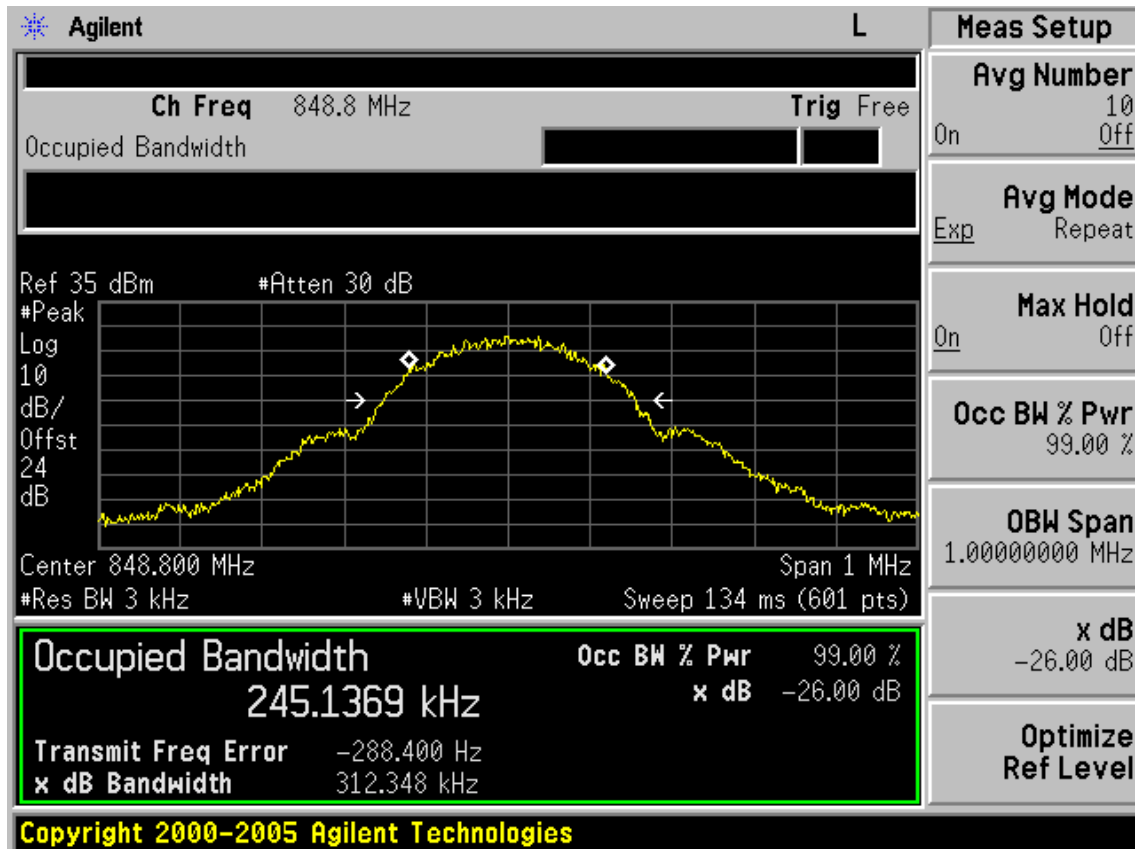 Agilent L
Meas Setup
Avg Number
10
On Off
Ch Freq 848.8 MHz Trig Free
Occupied Bandwidth
Avg Mode
Exp Repeat
Ref 35 dBm #Atten 30 dB
#Peak
Log
10
dB/
Offst
24
dB
Max Hold
On Off
Occ BW % Pwr
99.00 %
OBW Span
1.00000000 MHz
Center 848.800 MHz Span 1 MHz
#Res BW 3 kHz #VBW 3 kHz Sweep 134 ms (601 pts)
x dB
-26.00 dB
Occupied Bandwidth Occ BW % Pwr 99.00 %
245.1369 kHz x dB -26.00 dB
Transmit Freq Error -288.400 Hz
x dB Bandwidth 312.348 kHz
Optimize
Ref Level
Copyright 2000-2005 Agilent Technologies